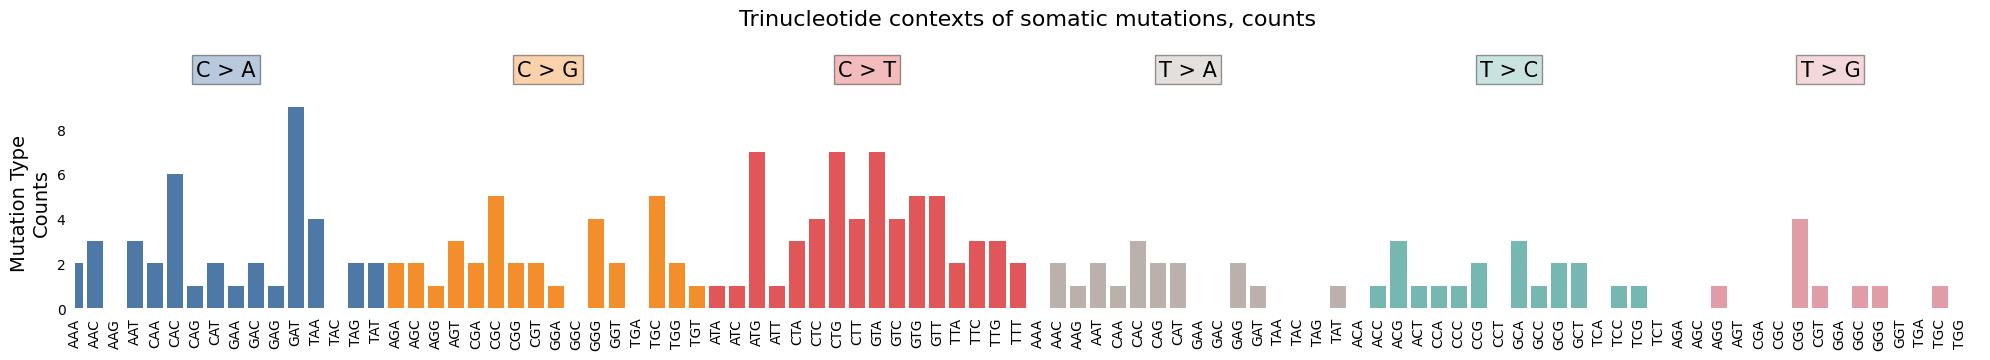 Trinucleotide contexts of somatic mutations, counts
C > A
C > G
C > T
T > A
T > C
T > G
Mutation Type
Counts
8
6
4
2
0
AAA AAC AAG AAT CAA CAC CAG CAT GAA GAC GAG GAT TAA TAC TAG TAT AGA AGC AGG AGT CGA CGC CGG CGT GGA GGC GGG GGT TGA TGC TGG TGT ATA ATC ATG ATT CTA CTC CTG CTT GTA GTC GTG GTT TTA TTC TTG TTT AAA AAC AAG AAT CAA CAC CAG CAT GAA GAC GAG GAT TAA TAC TAG TAT ACA ACC ACG ACT CCA CCC CCG CCT GCA GCC GCG GCT TCA TCC TCG TCT AGA AGC AGG AGT CGA CGC CGG CGT GGA GGC GGG GGT TGA TGC TGG